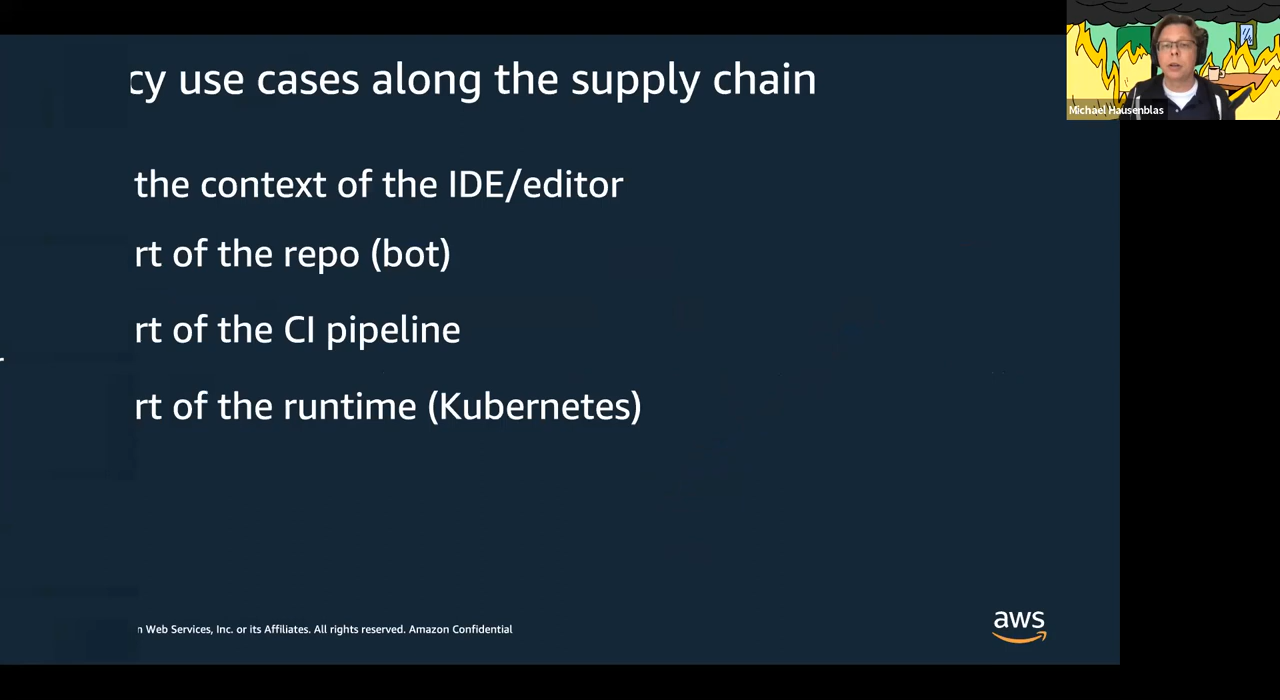 cy use cases along the supply chain
Michael Hausenblas
the context of the IDE/editor
rt of the repo (bot)
rt of the CI pipeline
rt of the runtime (Kubernetes)
n Web Services, Inc. or its Affiliates. All rights reserved. Amazon Confidential
aws